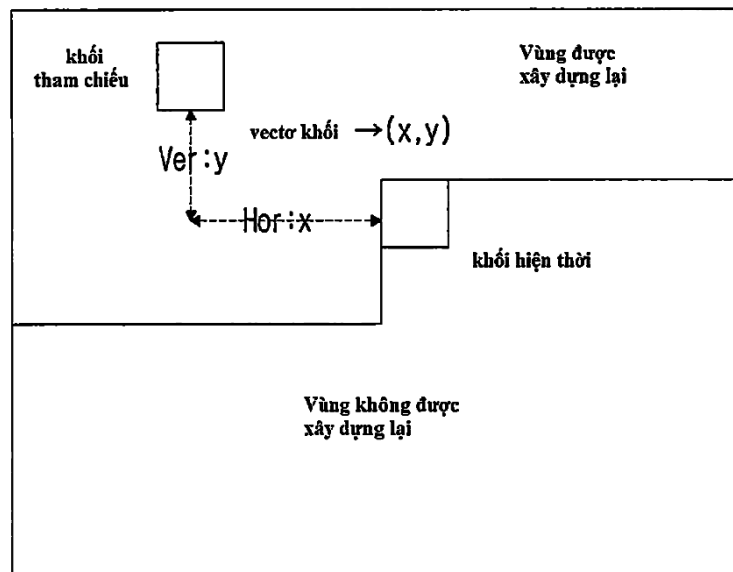 khối
tham chiếu
Vùng được
xây dựng lại
vectơ khối →(x,y)
Ver:y
Hor:x
khối hiện thời
Vùng không được
xây dựng lại